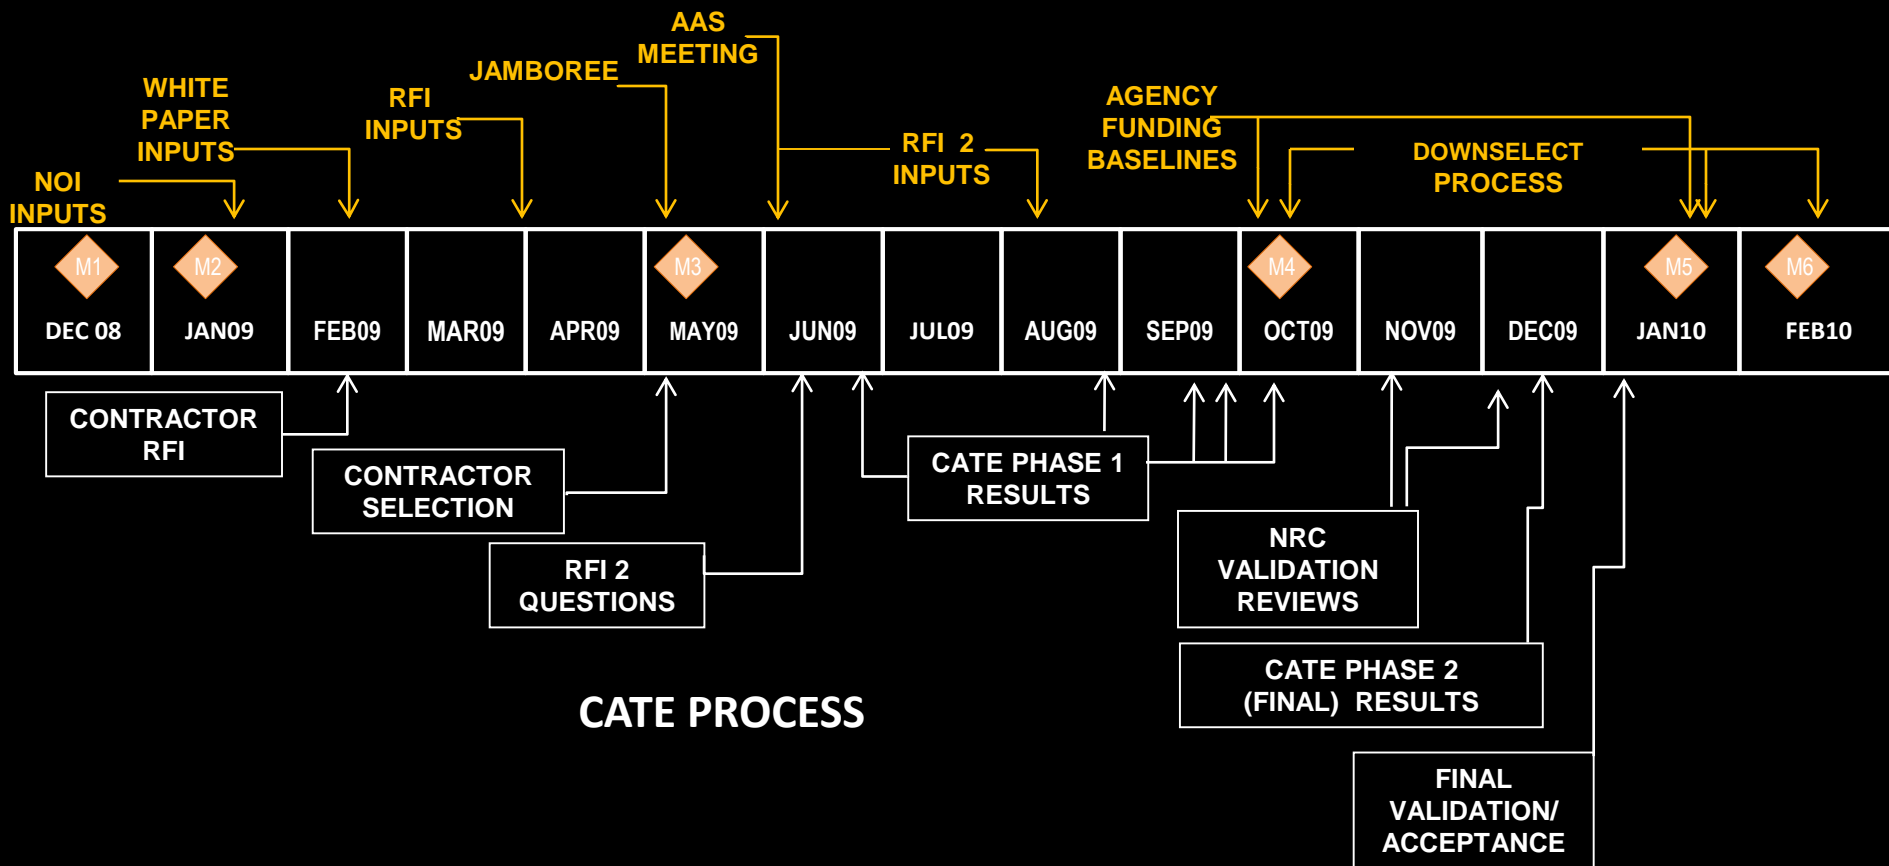 AAS
MEETING
JAMBOREE
WHITE
PAPER
INPUTS
RFI
INPUTS
AGENCY
FUNDING
BASELINES
RFI 2
INPUTS
DOWNSELECT
PROCESS
NOI
INPUTS
M1
M2
M3
M4
M5
M6
DEC 08
JAN09
FEB09
MAR09
APR09
MAY09
JUN09
JUL09
AUG09
SEP09
OCT09
NOV09
DEC09
JAN10
FEB10
CONTRACTOR
RFI
CONTRACTOR
SELECTION
CATE PHASE 1
RESULTS
RFI 2
QUESTIONS
NRC
VALIDATION
REVIEWS
CATE PHASE 2
(FINAL) RESULTS
CATE PROCESS
FINAL
VALIDATION/
ACCEPTANCE